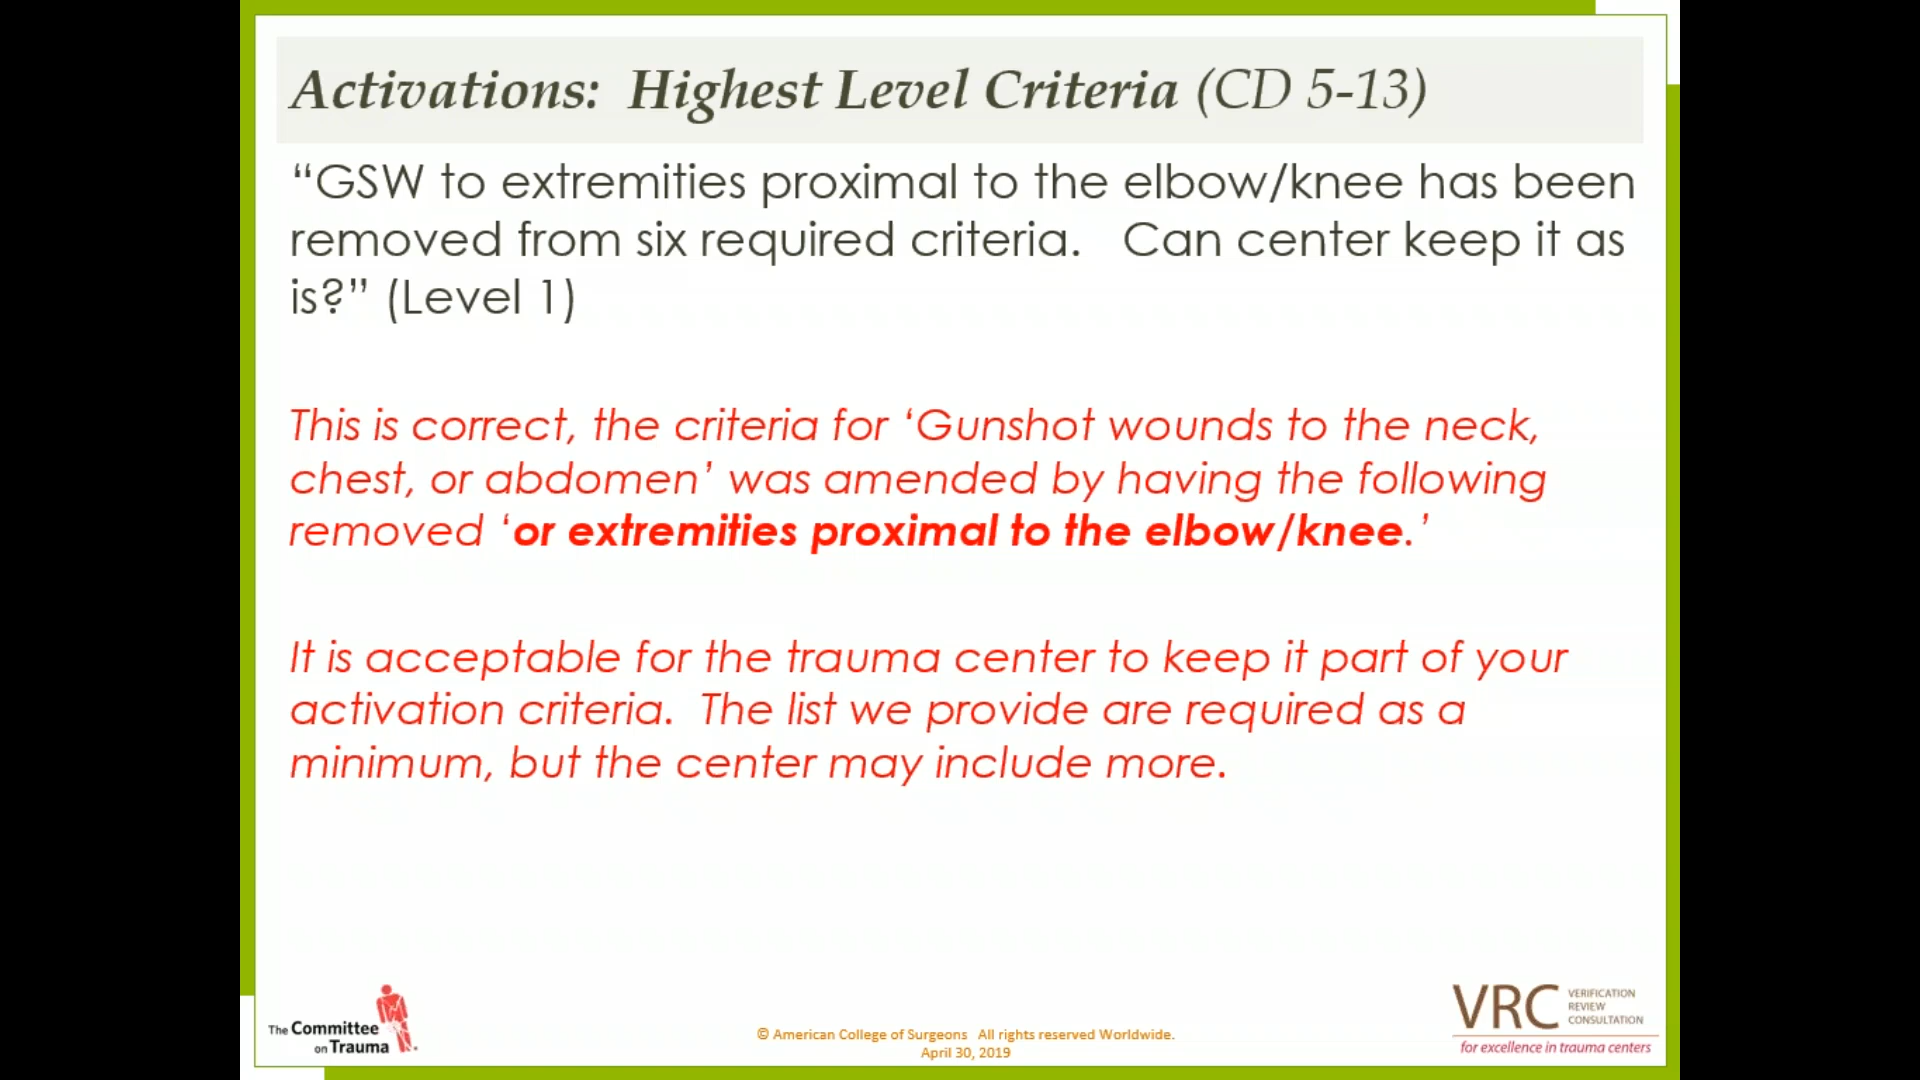 Activations:  Highest Level Criteria (CD 5-13)
“GSW to extremities proximal to the elbow/knee has been
removed from six required criteria.   Can center keep it as
is?” (Level 1)
This is correct, the criteria for ‘Gunshot wounds to the neck,
chest, or abdomen’ was amended by having the following
removed ‘or extremities proximal to the elbow/knee.’
It is acceptable for the trauma center to keep it part of your
activation criteria.  The list we provide are required as a
minimum, but the center may include more.
The Committee
on Trauma
© American College of Surgeons   All rights reserved Worldwide.
April 30, 2019
VRC
VERIFICATION
REVIEW
CONSULTATION
for excellence in trauma centers